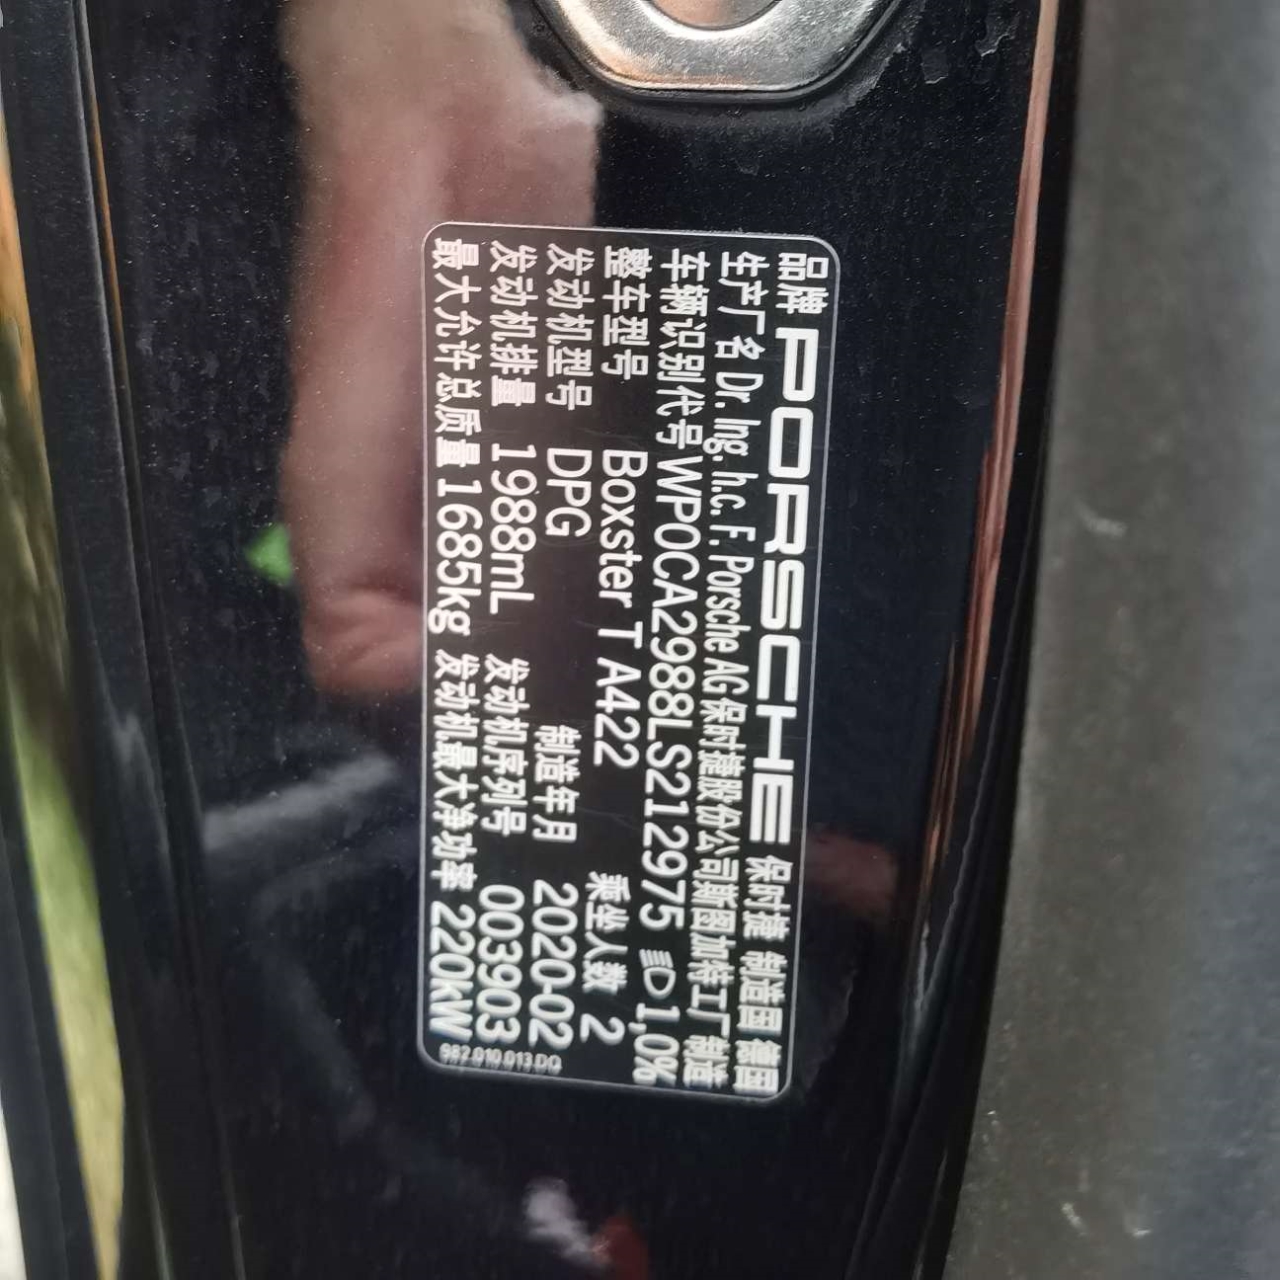 品牌 PORSCHE 保时捷 制造国 德国
生产厂名 Dr. Ing. h.c. F. Porsche AG 保时捷股份公司斯图加特工厂制造
车辆识别代号 WP0CA2988LS212975 1,0%
整车型号 Boxster T A422 乘坐人数 2
发动机型号 DPG 制造年月 2020-02
发动机排量 1988mL 发动机序列号 003903
最大允许总质量 1685kg 发动机最大净功率 220kW
982.010.013.DQ